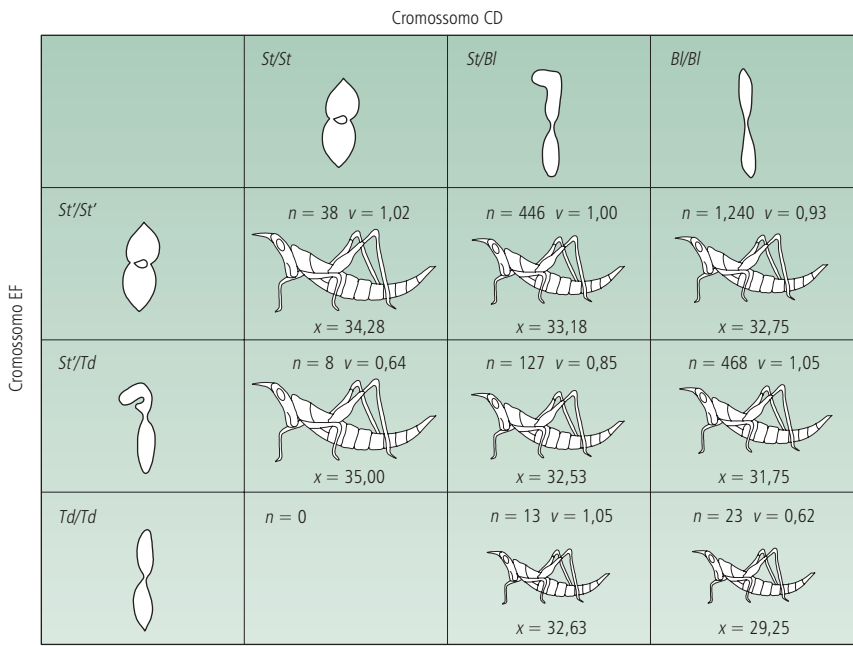 Cromossomo CD
St/St
St/Bl
Bl/Bl
Cromossomo EF
St'/St'
n = 38 v = 1,02
x = 34,28
n = 446 v = 1,00
x = 33,18
n = 1,240 v = 0,93
x = 32,75
St'/Td
n = 8 v = 0,64
x = 35,00
n = 127 v = 0,85
x = 32,53
n = 468 v = 1,05
x = 31,75
Td/Td
n = 0
n = 13 v = 1,05
x = 32,63
n = 23 v = 0,62
x = 29,25